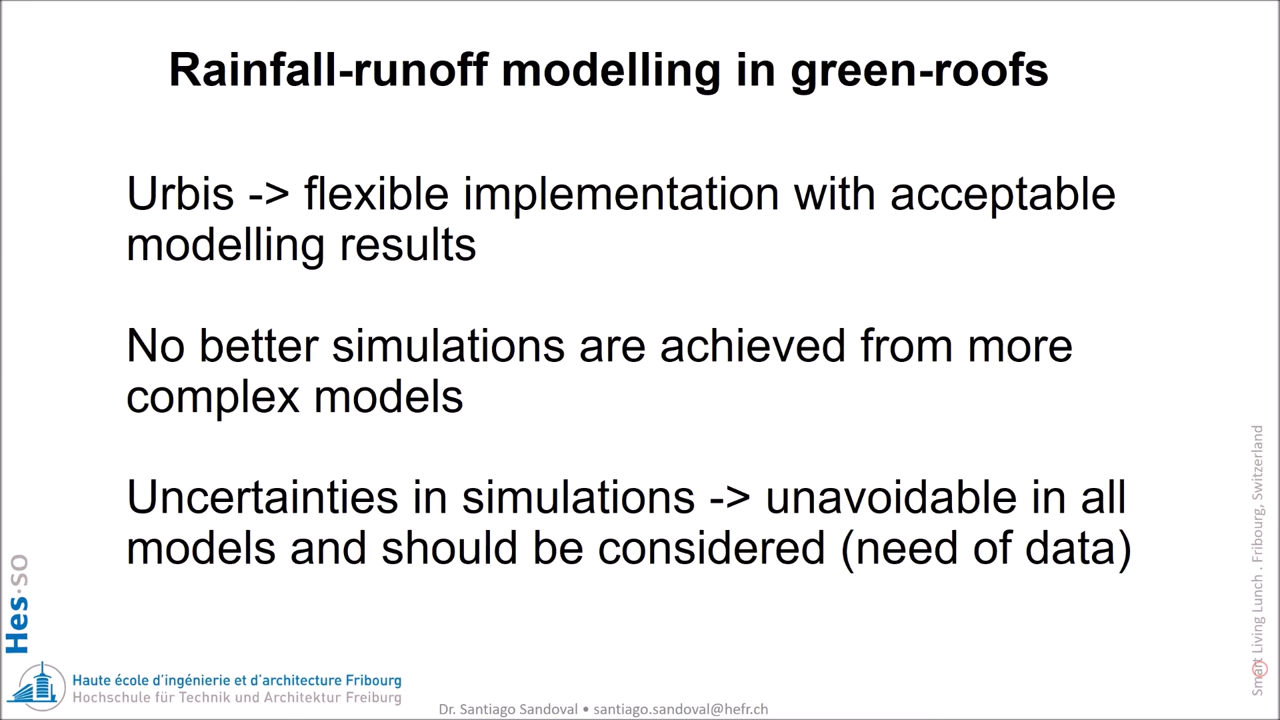 Rainfall-runoff modelling in green-roofs
Urbis -> flexible implementation with acceptable
modelling results
No better simulations are achieved from more
complex models
Uncertainties in simulations -> unavoidable in all
models and should be considered (need of data)
Hes·so
Haute école d'ingénierie et d'architecture Fribourg
Hochschule für Technik und Architektur Freiburg
Dr. Santiago Sandoval • santiago.sandoval@hefr.ch
Smart Living Lunch . Fribourg, Switzerland